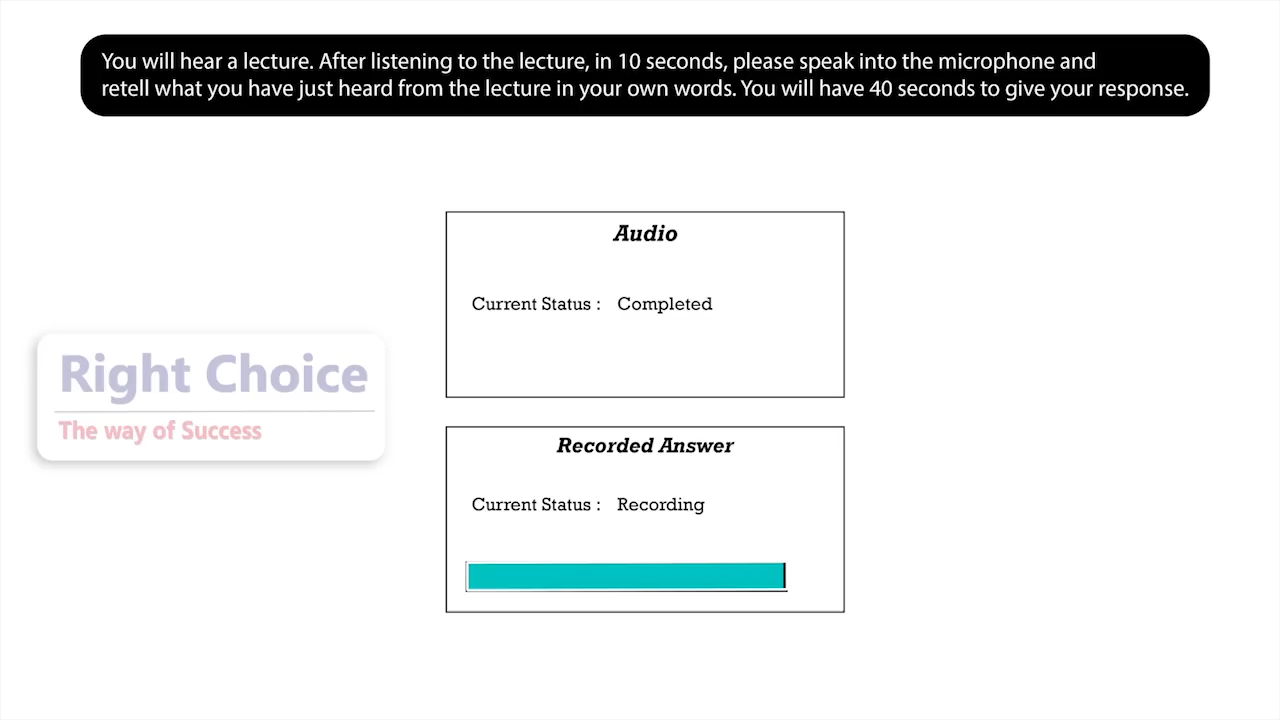 You will hear a lecture. After listening to the lecture, in 10 seconds, please speak into the microphone and
retell what you have just heard from the lecture in your own words. You will have 40 seconds to give your response.
Audio
Current Status : Completed
Right Choice
The way of Success
Recorded Answer
Current Status : Recording